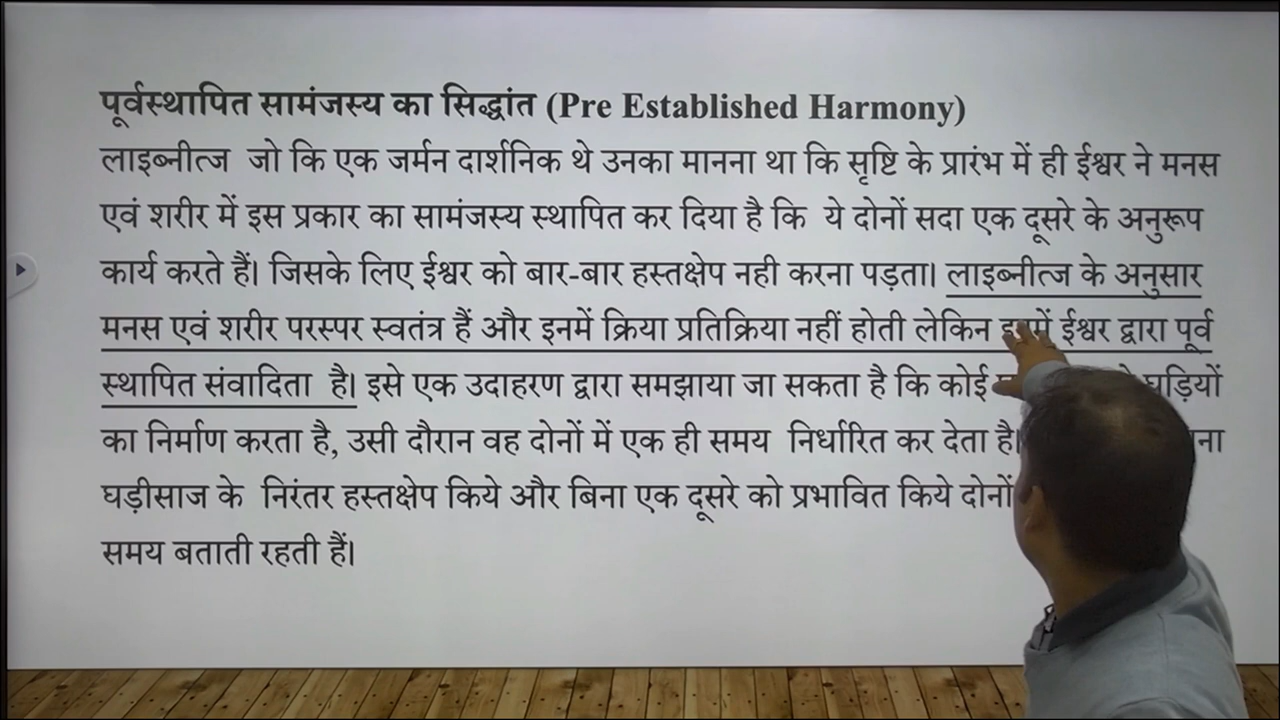 पूर्वस्थापित सामंजस्य का सिद्धांत (Pre Established Harmony)
लाइब्नीत्ज जो कि एक जर्मन दार्शनिक थे उनका मानना था कि सृष्टि के प्रारंभ में ही ईश्वर ने मनस
एवं शरीर में इस प्रकार का सामंजस्य स्थापित कर दिया है कि ये दोनों सदा एक दूसरे के अनुरूप
कार्य करते हैं। जिसके लिए ईश्वर को बार-बार हस्तक्षेप नही करना पड़ता। लाइब्नीत्ज के अनुसार
मनस एवं शरीर परस्पर स्वतंत्र हैं और इनमें क्रिया प्रतिक्रिया नहीं होती लेकिन इनमें ईश्वर द्वारा पूर्व
स्थापित संवादिता है। इसे एक उदाहरण द्वारा समझाया जा सकता है कि कोई घड़ियों
का निर्माण करता है, उसी दौरान वह दोनों में एक ही समय निर्धारित कर देता है।
घड़ीसाज के निरंतर हस्तक्षेप किये और बिना एक दूसरे को प्रभावित किये दोनों
समय बताती रहती हैं।